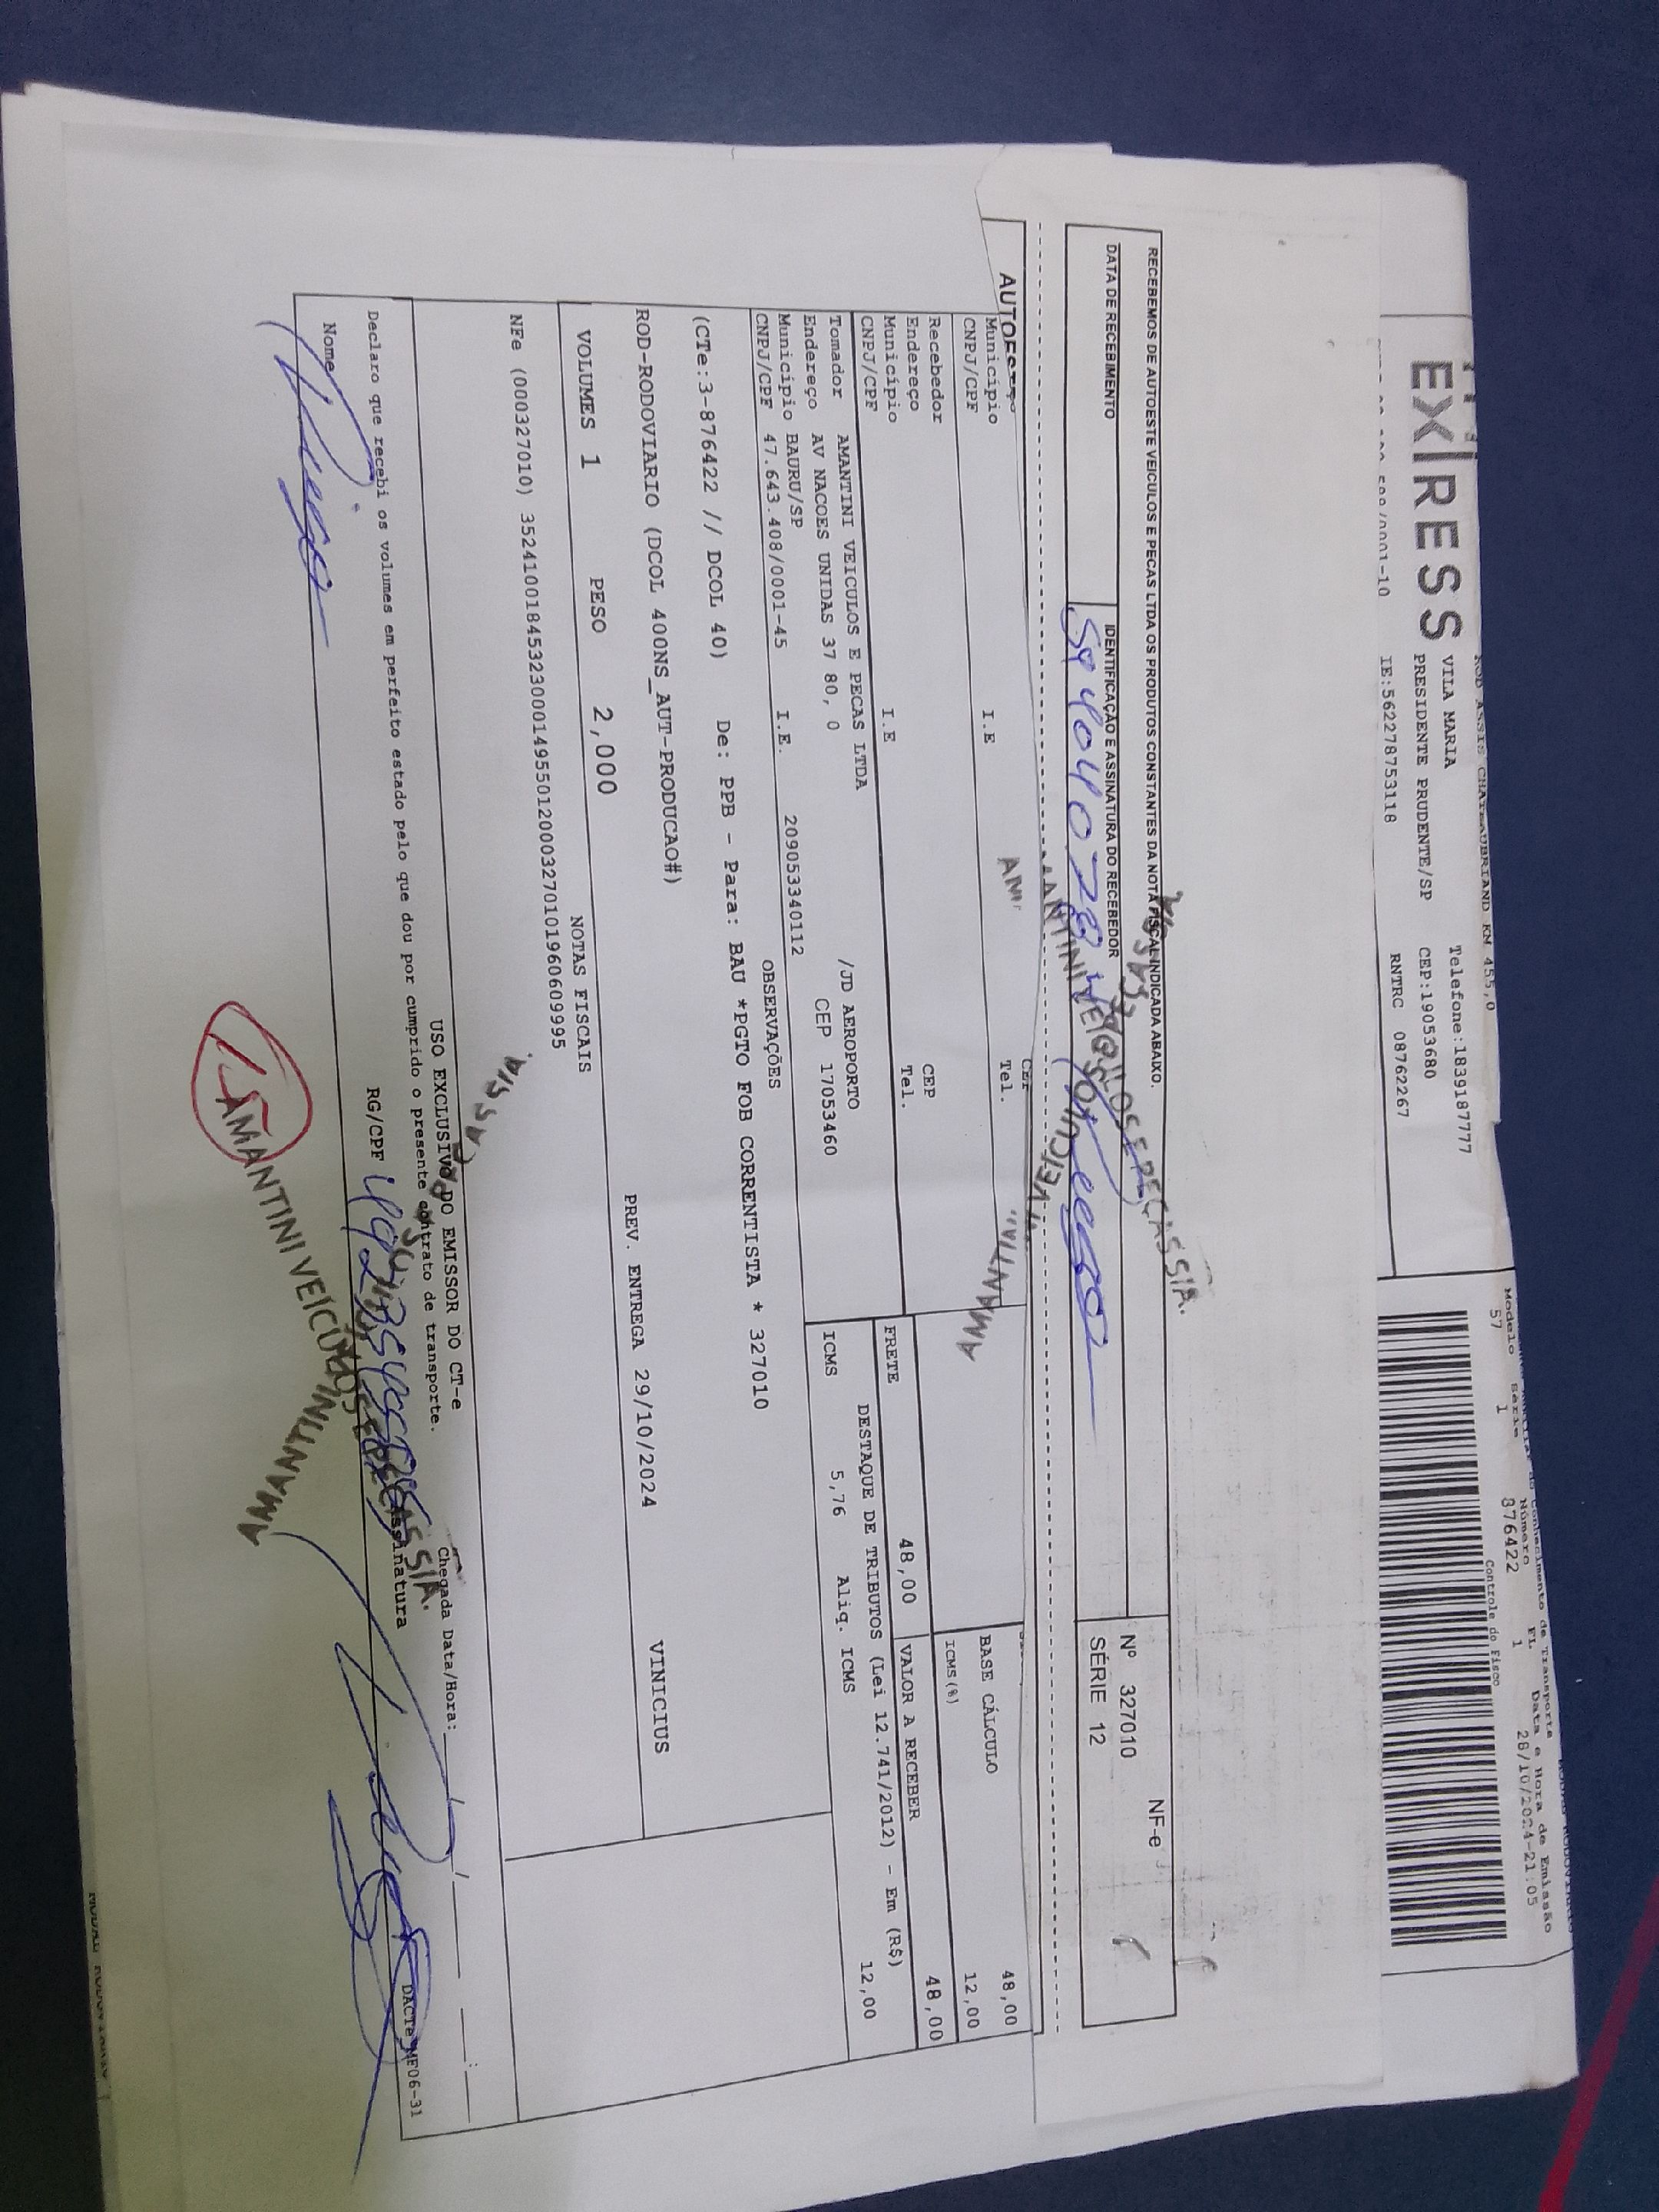 EXPRESS
VILA MARIA
PRESIDENTE PRUDENTE/SP
IE:562278753118
KM 455,0
Telefone:1839187777
CEP:19053680
RNTRC 08762267
Modelo Série Número FL Data e Hora de Emissão
57 1 876422 1 28/10/2024-21:05
Controle do Fisco
RECEBEMOS DE AUTOESTE VEICULOS E PECAS LTDA OS PRODUTOS CONSTANTES DA NOTA FISCAL INDICADA ABAIXO.
DATA DE RECEBIMENTO
IDENTIFICAÇÃO E ASSINATURA DO RECEBEDOR
NF-e
Nº 327010
SÉRIE 12
Município
CEP
CNPJ/CPF I.E Tel.
Recebedor
Endereço CEP
Município Tel.
CNPJ/CPF I.E
BASE CÁLCULO 48,00
ICMS(%) 12,00
FRETE 48,00 VALOR A RECEBER 48,00
DESTAQUE DE TRIBUTOS (Lei 12.741/2012) - Em (R$)
ICMS 5,76 Aliq. ICMS 12,00
Tomador AMANTINI VEICULOS E PECAS LTDA
Endereço AV NACOES UNIDAS 37 80, 0 /JD AEROPORTO
Município BAURU/SP CEP 17053460
CNPJ/CPF 47.643.408/0001-45 I.E. 209053340112
OBSERVAÇÕES
(CTe:3-876422 // DCOL 40) De: PPB - Para: BAU *PGTO FOB CORRENTISTA * 327010
ROD-RODOVIARIO (DCOL 400NS_AUT-PRODUCAO#)
PREV. ENTREGA 29/10/2024 VINICIUS
VOLUMES 1 PESO 2,000
NOTAS FISCAIS
NFe (000327010) 35241001845323000149550120003270101960609995
USO EXCLUSIVO DO EMISSOR DO CT-e
Chegada Data/Hora:
Declaro que recebi os volumes em perfeito estado pelo que dou por cumprido o presente contrato de transporte.
Nome RG/CPF Assinatura
DACTe MF06-31
AMANTINI VEÍCULOS E PEÇAS S/A.
AMANTINI